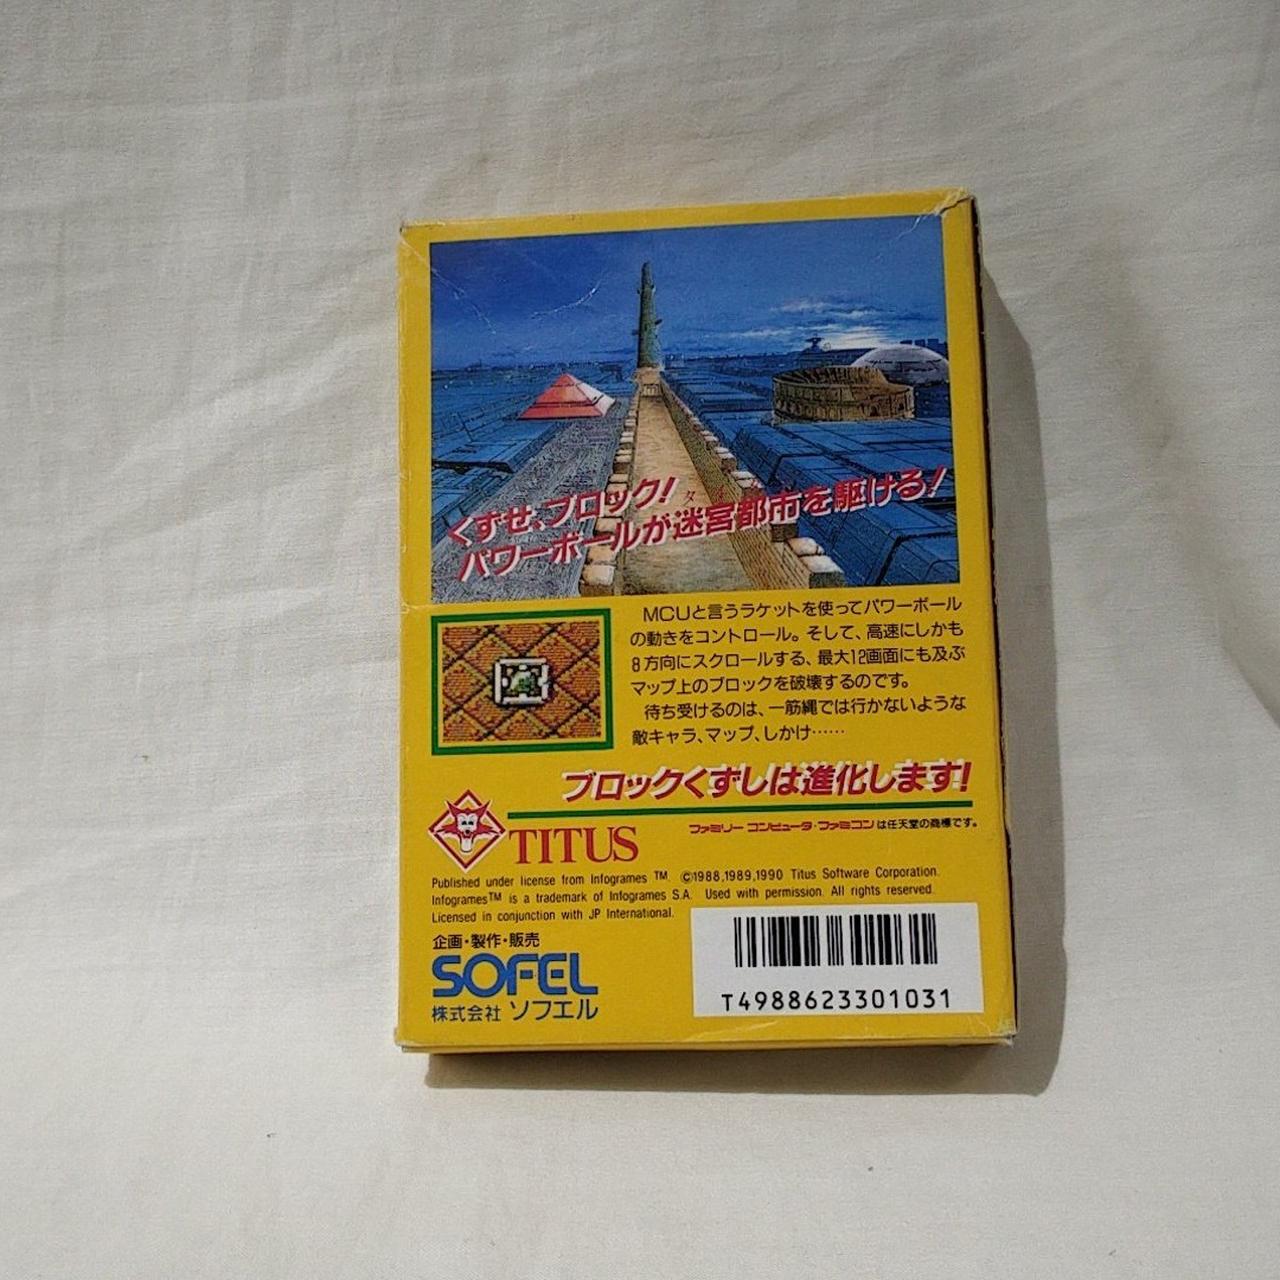 くずせ、ブロック!
パワーボールが迷宮都市を駆ける!
MCUと言うラケットを使ってパワーボール
の動きをコントロール。そして、高速にしかも
8方向にスクロールする、最大12画面にも及ぶ
マップ上のブロックを破壊するのです。
待ち受けるのは、一筋縄では行かないような
敵キャラ、マップ、しかけ……
ブロックくずしは進化します!
TITUS
ファミリーコンピュータ・ファミコンは任天堂の商標です。
Published under license from Infogrames TM. ©1988,1989,1990 Titus Software Corporation.
Infogrames™ is a trademark of Infogrames S.A. Used with permission. All rights reserved.
Licensed in conjunction with JP International.
企画・製作・販売
SOFEL
株式会社 ソフエル
T4988623301031